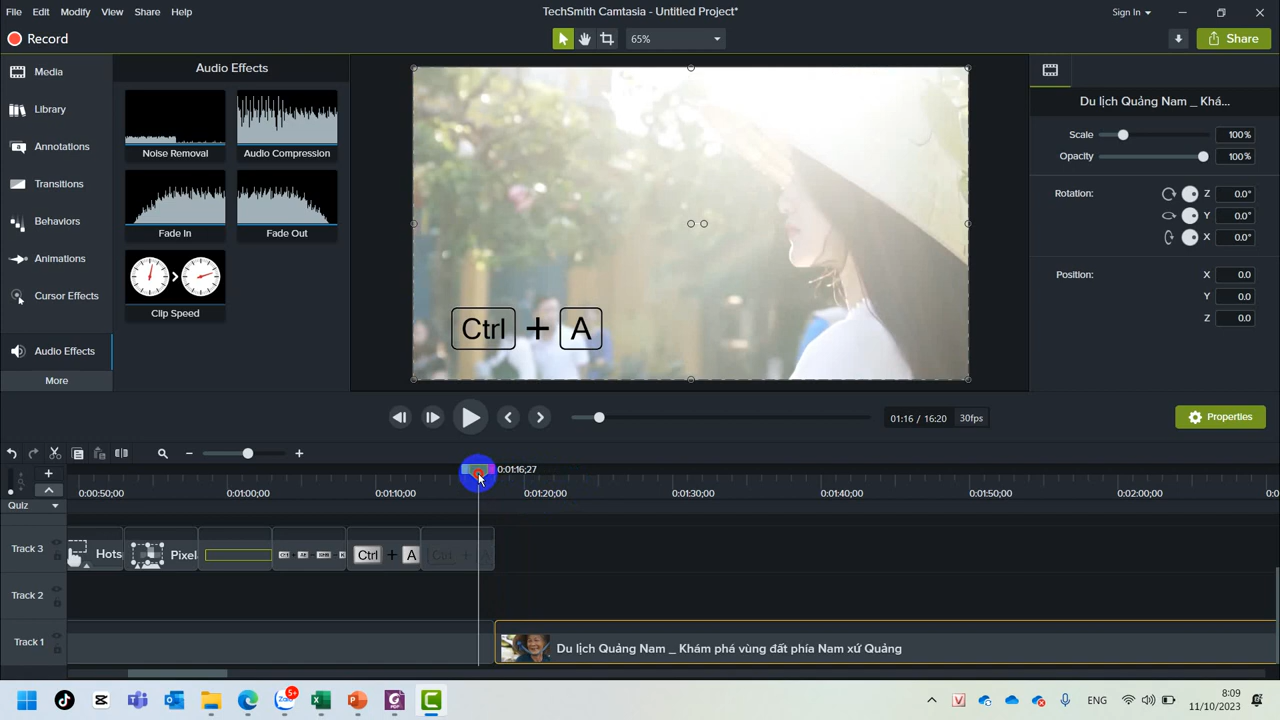 File Edit Modify View Share Help
TechSmith Camtasia - Untitled Project*
Sign In
Record
65%
Share
Media
Library
Annotations
Transitions
Behaviors
Animations
Cursor Effects
Audio Effects
More
Audio Effects
Noise Removal
Audio Compression
Fade In
Fade Out
Clip Speed
Ctrl + A
Du lịch Quảng Nam _ Khá...
Scale 100%
Opacity 100%
Rotation: Z 0.0°
Y 0.0°
X 0.0°
Position: X 0.0
Y 0.0
Z 0.0
01:16 / 16:20 30fps
Properties
0:01:16;27
0:00:50;00 0:01:00;00 0:01:10;00 0:01:20;00 0:01:30;00 0:01:40;00 0:01:50;00 0:02:00;00
Quiz
Track 3
Hots
Pixel
Ctrl + A
Ctrl + A
Track 2
Track 1
Du lịch Quảng Nam _ Khám phá vùng đất phía Nam xứ Quảng
5+
ENG
8:09
11/10/2023